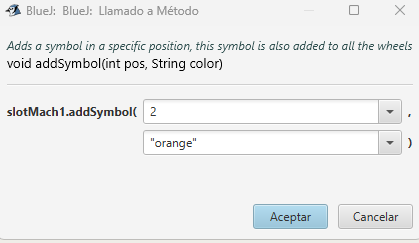 BlueJ: BlueJ: Llamado a Método
Adds a symbol in a specific position, this symbol is also added to all the wheels
void addSymbol(int pos, String color)
slotMach1.addSymbol( 2 ,
"orange" )
Aceptar Cancelar